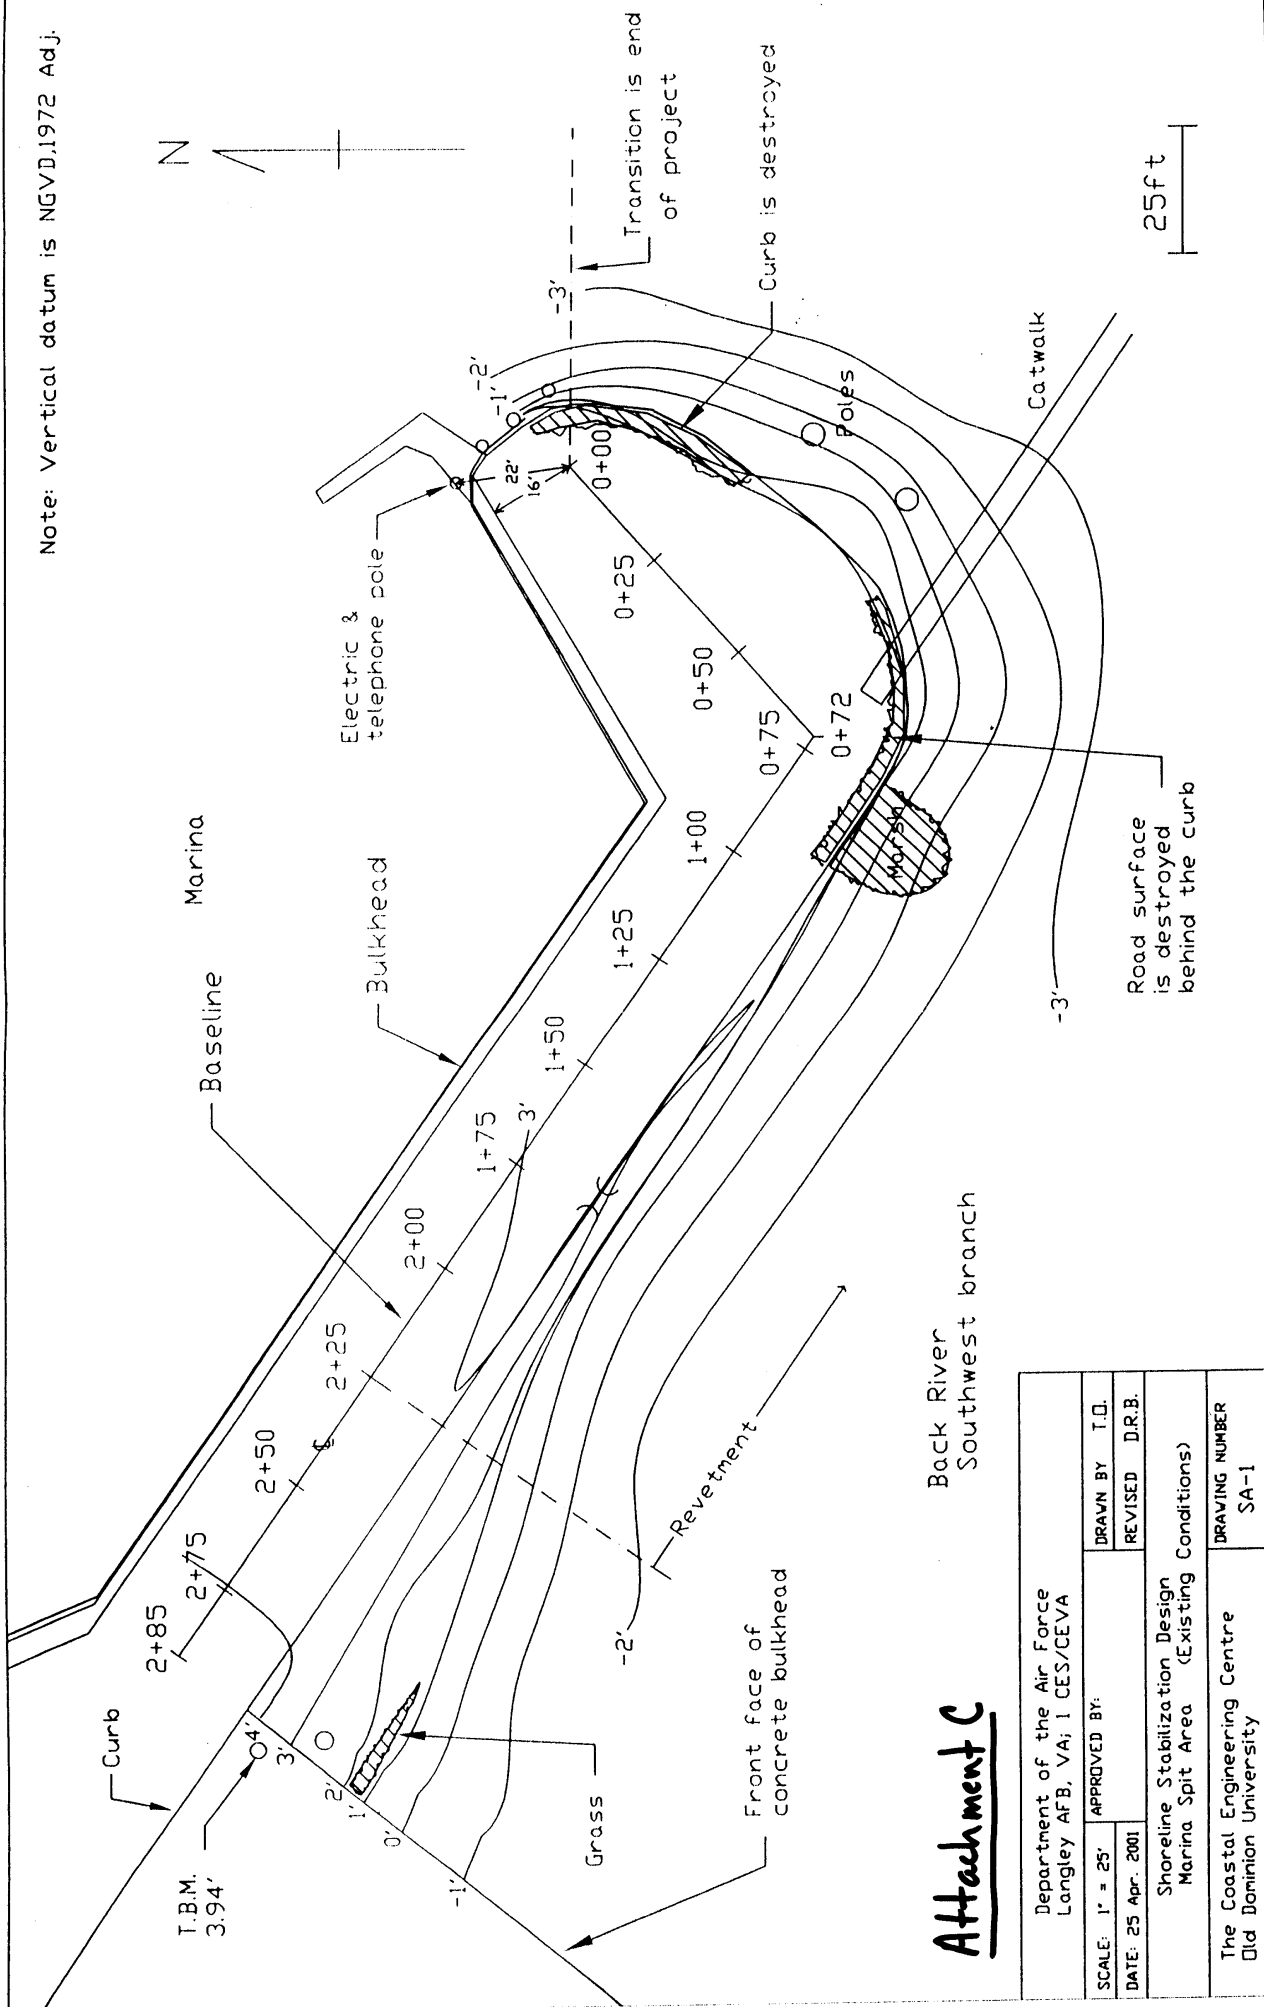 Note: Vertical datum is NGVD,1972 Adj.
N
Transition is end
of project
Curb is destroyed
25ft
-3'
-2'
-1'
Poles
Catwalk
Electric &
telephone pole
22'
16'
0+00
0+25
0+50
0+72
0+75
1+00
1+25
1+50
1+75
2+00
2+25
2+50
2+75
2+85
Marina
Baseline
Bulkhead
3'
Marsh
Road surface
is destroyed
behind the curb
-3'
Back River
Southwest branch
Revetment
-2'
Curb
T.B.M.
3.94'
4'
3'
2'
1'
0'
-1'
Grass
Front face of
concrete bulkhead
Attachment C
Department of the Air Force
Langley AFB, VA; 1 CES/CEVA
SCALE: 1" = 25'
APPROVED BY:
DRAWN BY T.O.
DATE: 25 Apr. 2001
REVISED D.R.B.
Shoreline Stabilization Design
Marina Spit Area (Existing Conditions)
The Coastal Engineering Centre
Old Dominion University
DRAWING NUMBER
SA-1